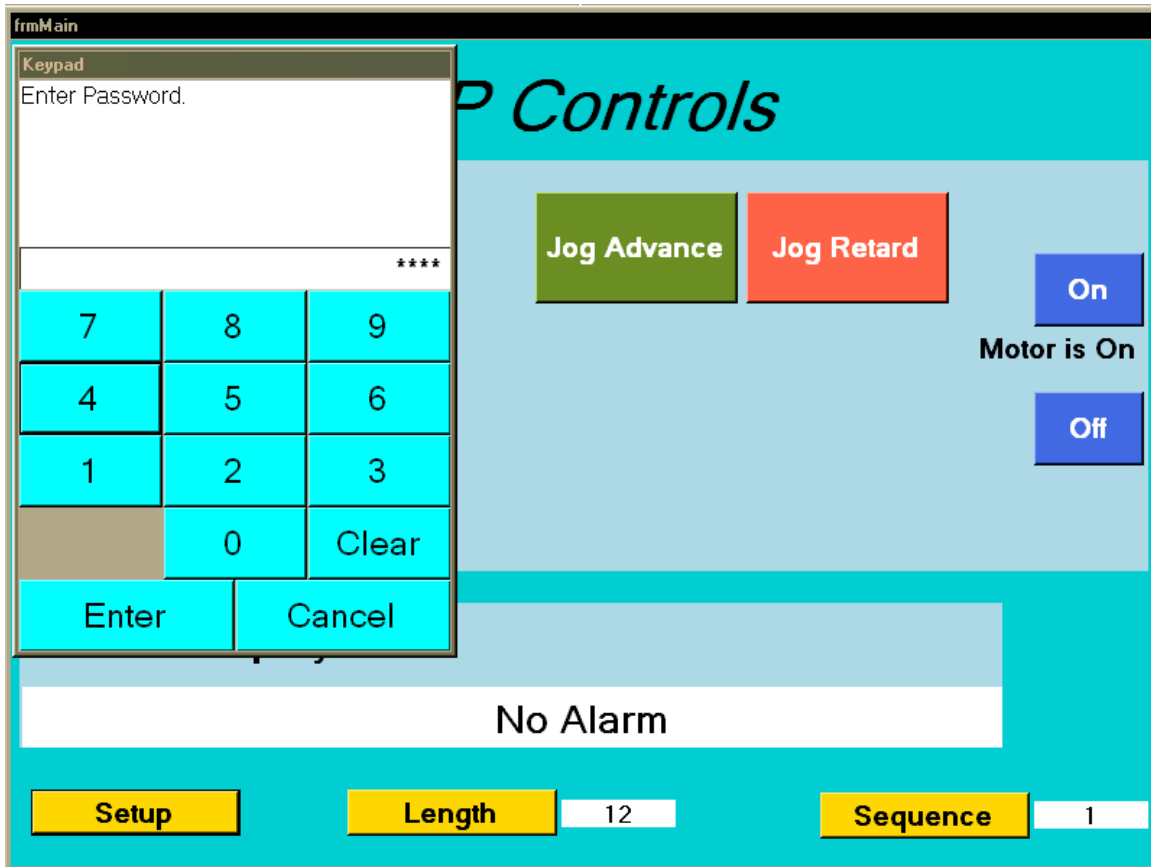 frmMain
Keypad
Enter Password.
P Controls
****
Jog Advance
Jog Retard
On
Motor is On
Off
7 8 9
4 5 6
1 2 3
0 Clear
Enter Cancel
No Alarm
Setup
Length 12
Sequence 1